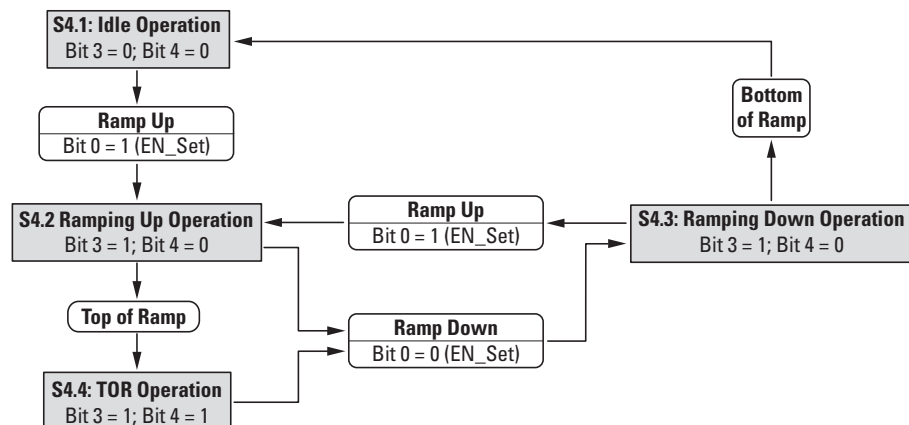 S4.1: Idle Operation
Bit 3 = 0; Bit 4 = 0
Bottom
of Ramp
Ramp Up
Bit 0 = 1 (EN_Set)
S4.2 Ramping Up Operation
Bit 3 = 1; Bit 4 = 0
Ramp Up
Bit 0 = 1 (EN_Set)
S4.3: Ramping Down Operation
Bit 3 = 1; Bit 4 = 0
Top of Ramp
Ramp Down
Bit 0 = 0 (EN_Set)
S4.4: TOR Operation
Bit 3 = 1; Bit 4 = 1